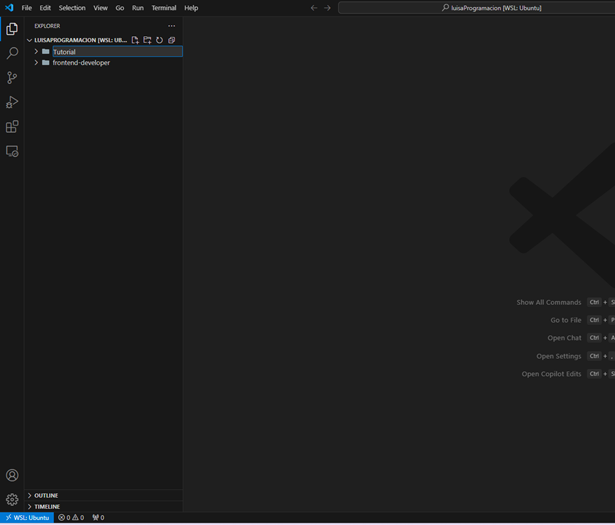 File Edit Selection View Go Run Terminal Help
luisaProgramacion [WSL: Ubuntu]
EXPLORER
LUISAPROGRAMACION [WSL: UB...
Tutorial
frontend-developer
Show All Commands Ctrl +
Go to File Ctrl + P
Open Chat Ctrl + A
Open Settings Ctrl + ,
Open Copilot Edits Ctrl +
OUTLINE
TIMELINE
WSL: Ubuntu 0 0 0